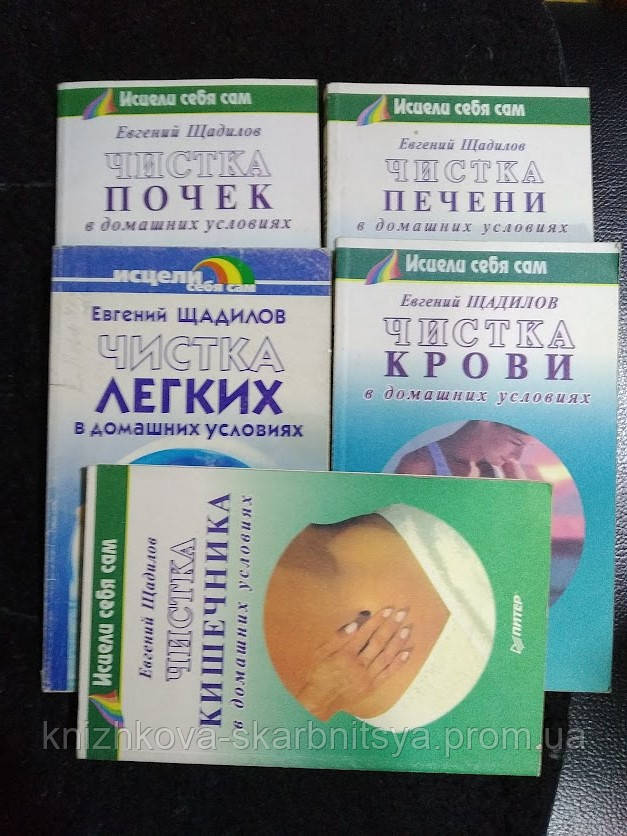 Исцели себя сам
Евгений Щадилов
ЧИСТКА
ПОЧЕК
в домашних условиях
Исцели себя сам
Евгений Щадилов
ЧИСТКА
ПЕЧЕНИ
в домашних условиях
исцели
себя сам
Евгений ЩАДИЛОВ
ЧИСТКА
ЛЕГКИХ
в домашних условиях
Исцели себя сам
Евгений ЩАДИЛОВ
ЧИСТКА
КРОВИ
в домашних условиях
Исцели себя сам
Евгений Щадилов
ЧИСТКА
КИШЕЧНИКА
в домашних условиях
ПИТЕР
knizhkova-skarbnitsya.prom.ua